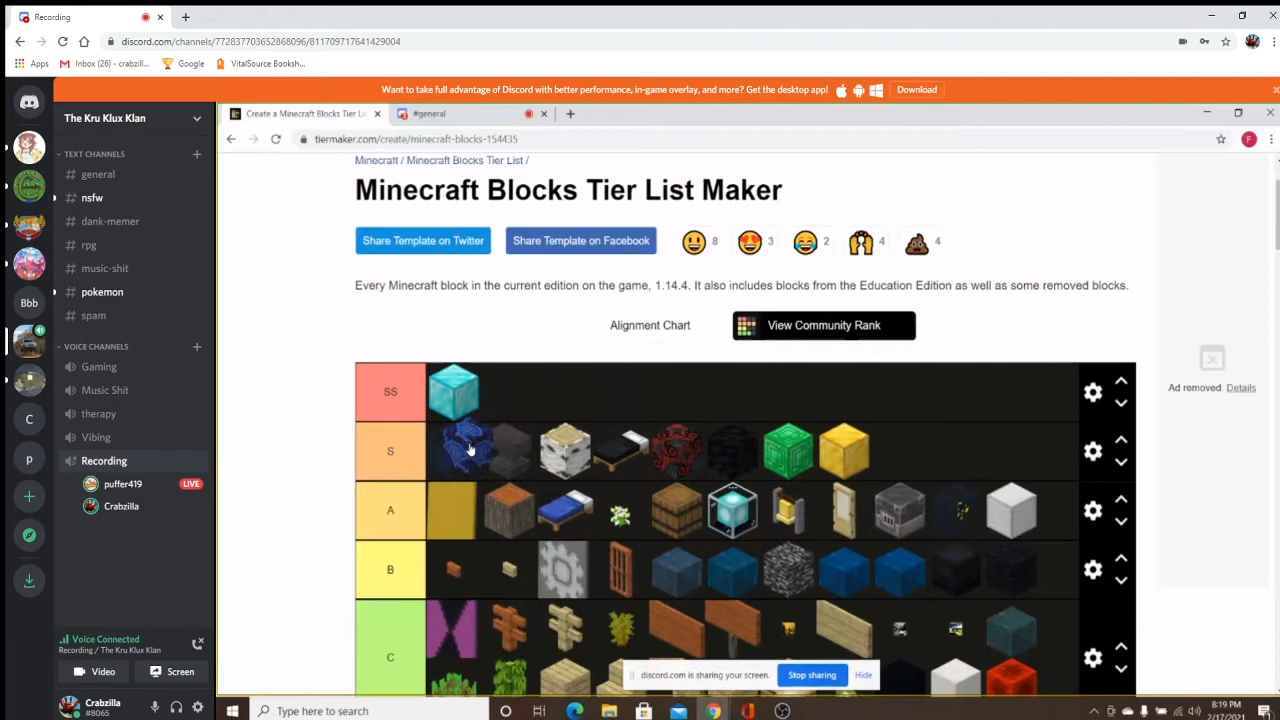 Recording
discord.com/channels/772837703652868096/811709717641429004
Apps
Inbox (26) - crabzill...
Google
VitalSource Booksh...
Want to take full advantage of Discord with better performance, in-game overlay, and more? Get the desktop app!
Download
The Kru Klux Klan
Create a Minecraft Blocks Tier Li
#general
tiermaker.com/create/minecraft-blocks-154435
F
TEXT CHANNELS
general
nsfw
dank-memer
rpg
music-shit
pokemon
spam
VOICE CHANNELS
Gaming
Music Shit
therapy
Vibing
Recording
puffer419
LIVE
Crabzilla
Bbb
C
p
Minecraft / Minecraft Blocks Tier List /
Minecraft Blocks Tier List Maker
Share Template on Twitter
Share Template on Facebook
8
3
2
4
4
Every Minecraft block in the current edition on the game, 1.14.4. It also includes blocks from the Education Edition as well as some removed blocks.
Alignment Chart
View Community Rank
Ad removed. Details
SS
S
A
B
C
discord.com is sharing your screen.
Stop sharing
Hide
Voice Connected
Recording / The Kru Klux Klan
Video
Screen
Crabzilla
#8065
Type here to search
8:19 PM
2/17/2021